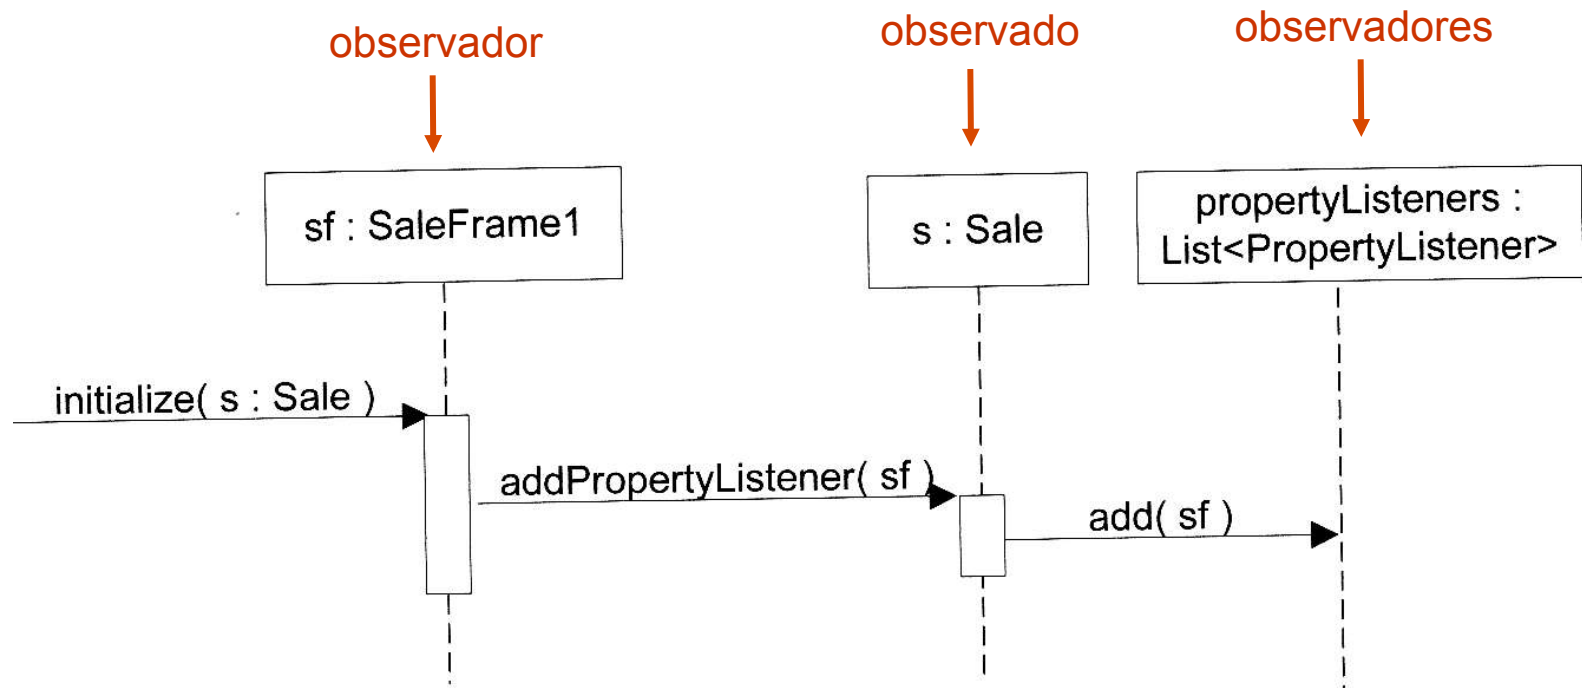 observador
observado
observadores
sf : SaleFrame1
s : Sale
propertyListeners :
List<PropertyListener>
initialize( s : Sale )
addPropertyListener( sf )
add( sf )